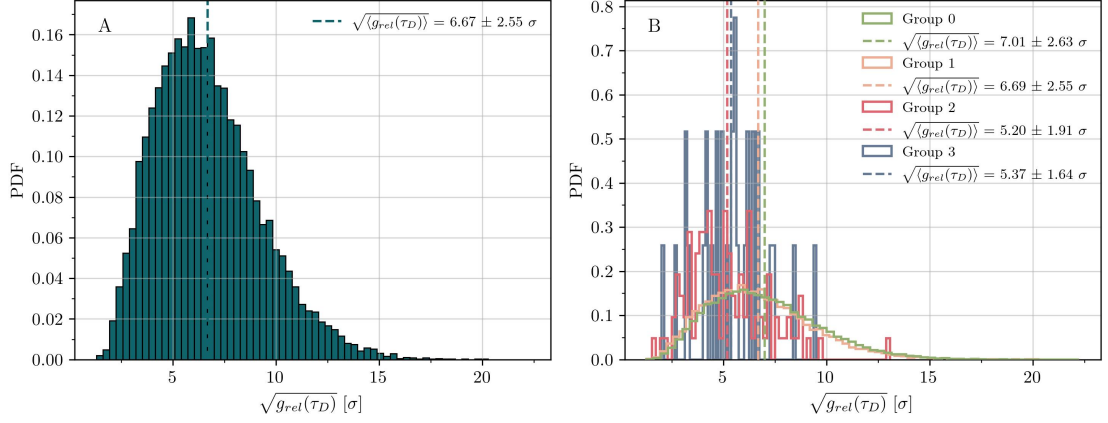 A
√⟨g_rel(τ_D)⟩ = 6.67 ± 2.55 σ
PDF
0.16
0.14
0.12
0.10
0.08
0.06
0.04
0.02
0.00
5
10
15
20
√g_rel(τ_D) [σ]
B
Group 0
√⟨g_rel(τ_D)⟩ = 7.01 ± 2.63 σ
Group 1
√⟨g_rel(τ_D)⟩ = 6.69 ± 2.55 σ
Group 2
√⟨g_rel(τ_D)⟩ = 5.20 ± 1.91 σ
Group 3
√⟨g_rel(τ_D)⟩ = 5.37 ± 1.64 σ
PDF
0.8
0.7
0.6
0.5
0.4
0.3
0.2
0.1
0.0
5
10
15
20
√g_rel(τ_D) [σ]